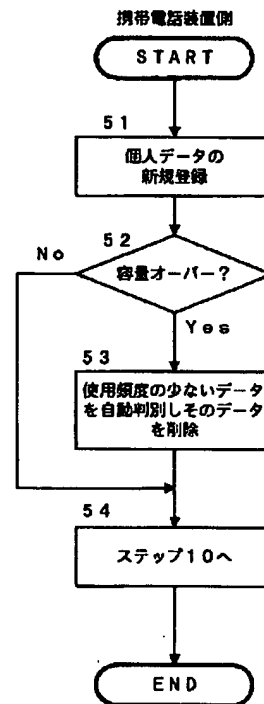 携帯電話装置側
START
51
個人データの
新規登録
52
No
容量オーバー？
Yes
53
使用頻度の少ないデータ
を自動判別しそのデータ
を削除
54
ステップ10へ
END